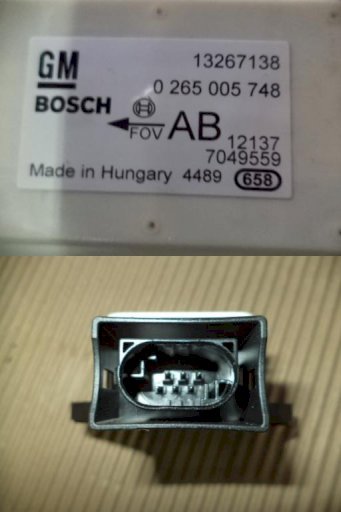 GM 13267138
0 265 005 748
BOSCH
FOV AB 12137
7049559
Made in Hungary 4489 658